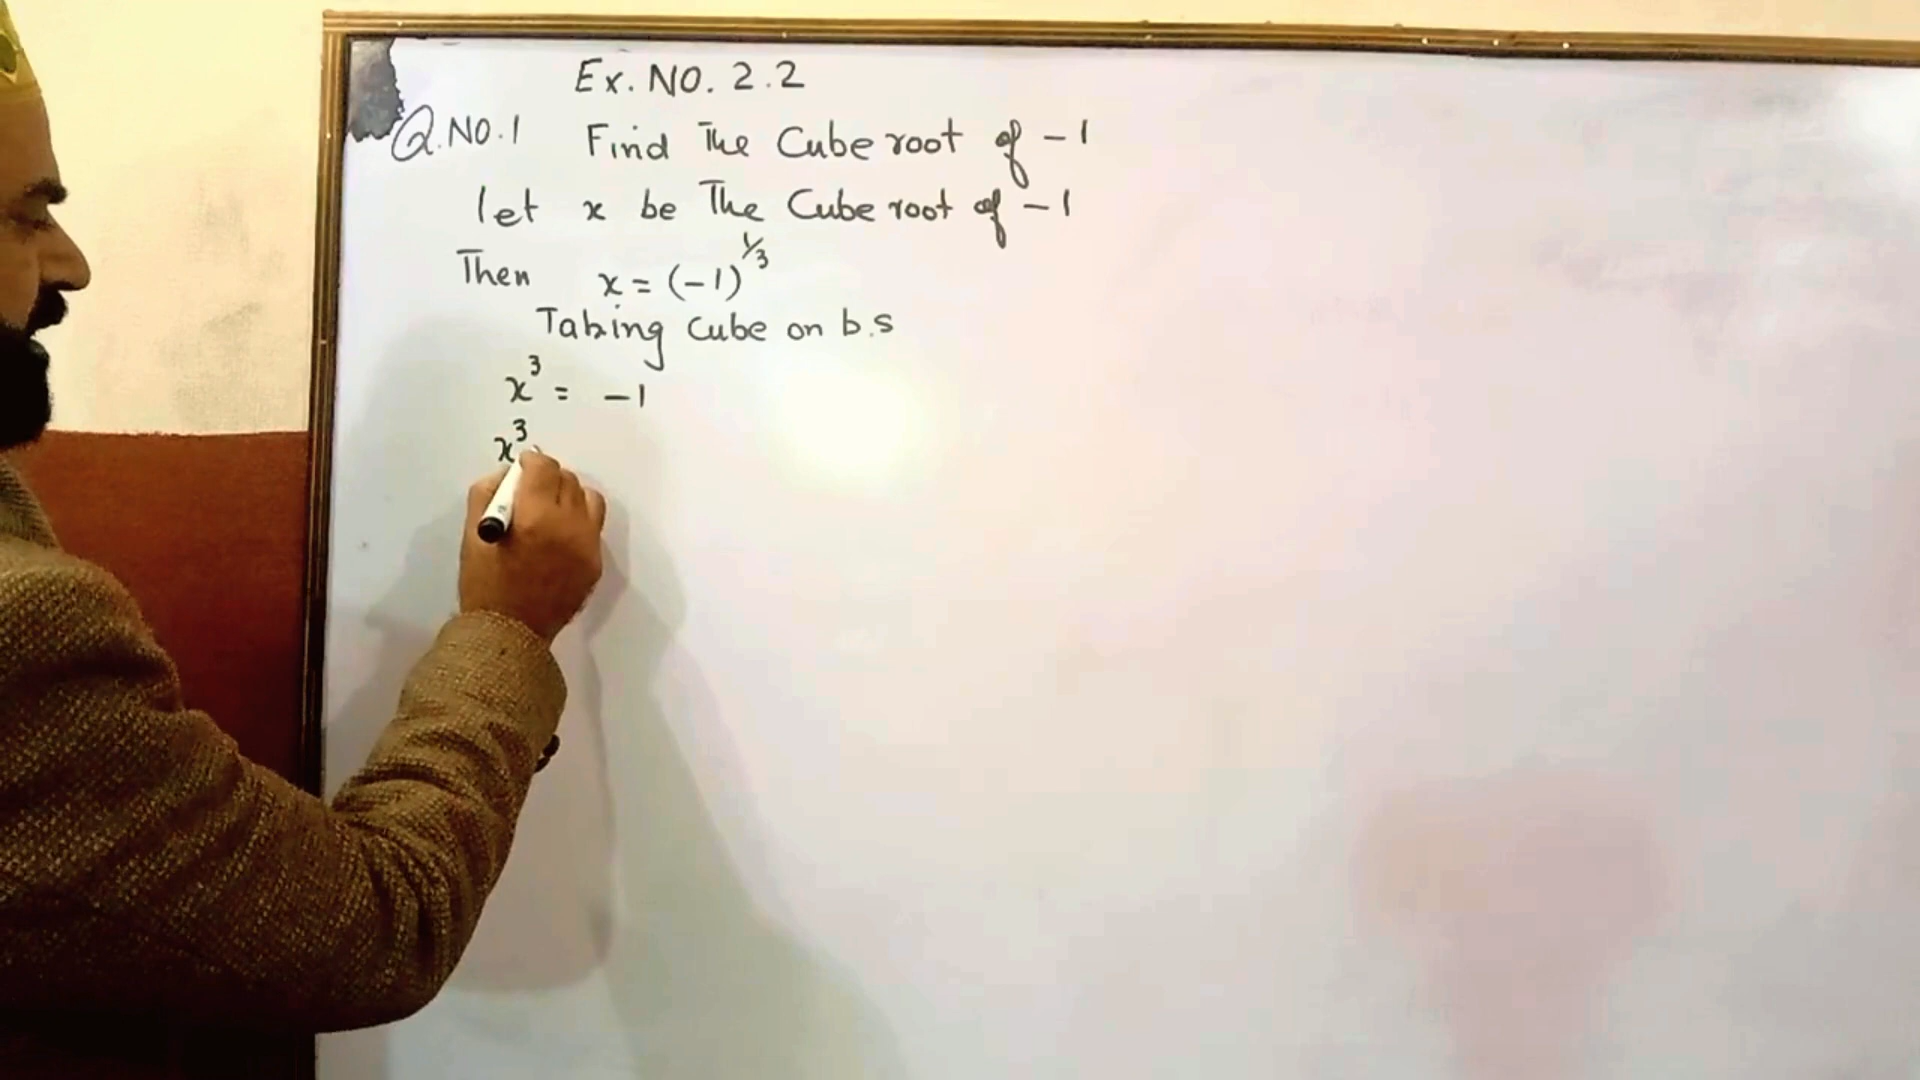 Ex. NO. 2.2
Q.NO.1 Find The Cube root of -1
let x be The Cube root of -1
Then x = (-1)^1/3
Taking Cube on b.s
x³ = -1
x³